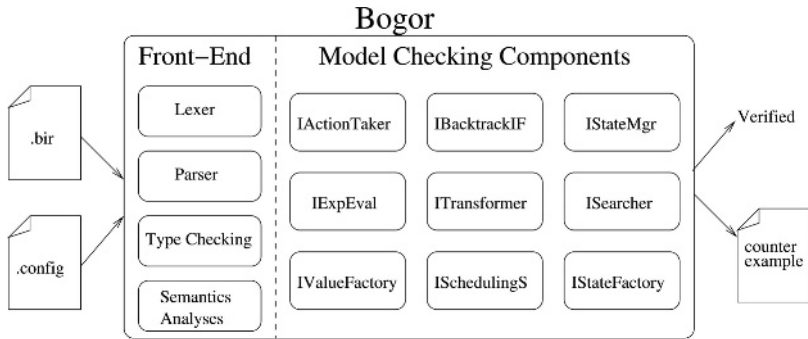 Bogor
Front-End
Model Checking Components
.bir
.config
Lexer
Parser
Type Checking
Semantics
Analyses
IActionTaker
IBacktrackIF
IStateMgr
IExpEval
ITransformer
ISearcher
IValueFactory
ISchedulingS
IStateFactory
Verified
counter
example